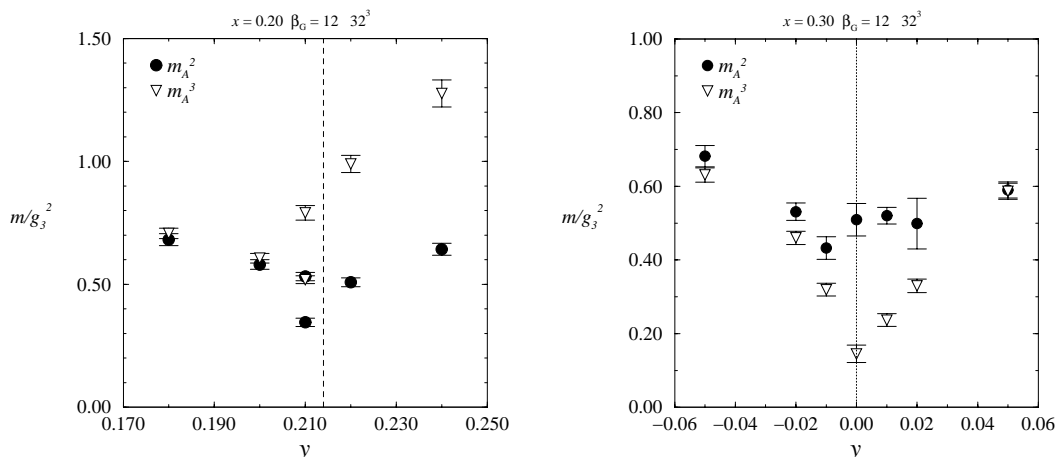 x = 0.20 β_G = 12 32^3
1.50
1.00
0.50
0.00
m/g_3^2
m_A^2
m_A^3
0.170 0.190 0.210 0.230 0.250
y
x = 0.30 β_G = 12 32^3
1.00
0.80
0.60
0.40
0.20
0.00
m/g_3^2
m_A^2
m_A^3
−0.06 −0.04 −0.02 0.00 0.02 0.04 0.06
y